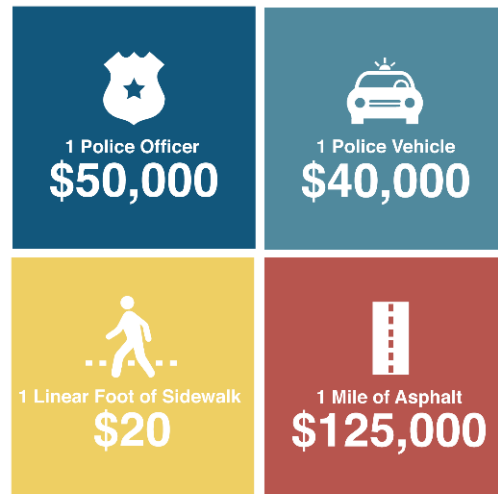 1 Police Officer
$50,000
1 Police Vehicle
$40,000
1 Linear Foot of Sidewalk
$20
1 Mile of Asphalt
$125,000